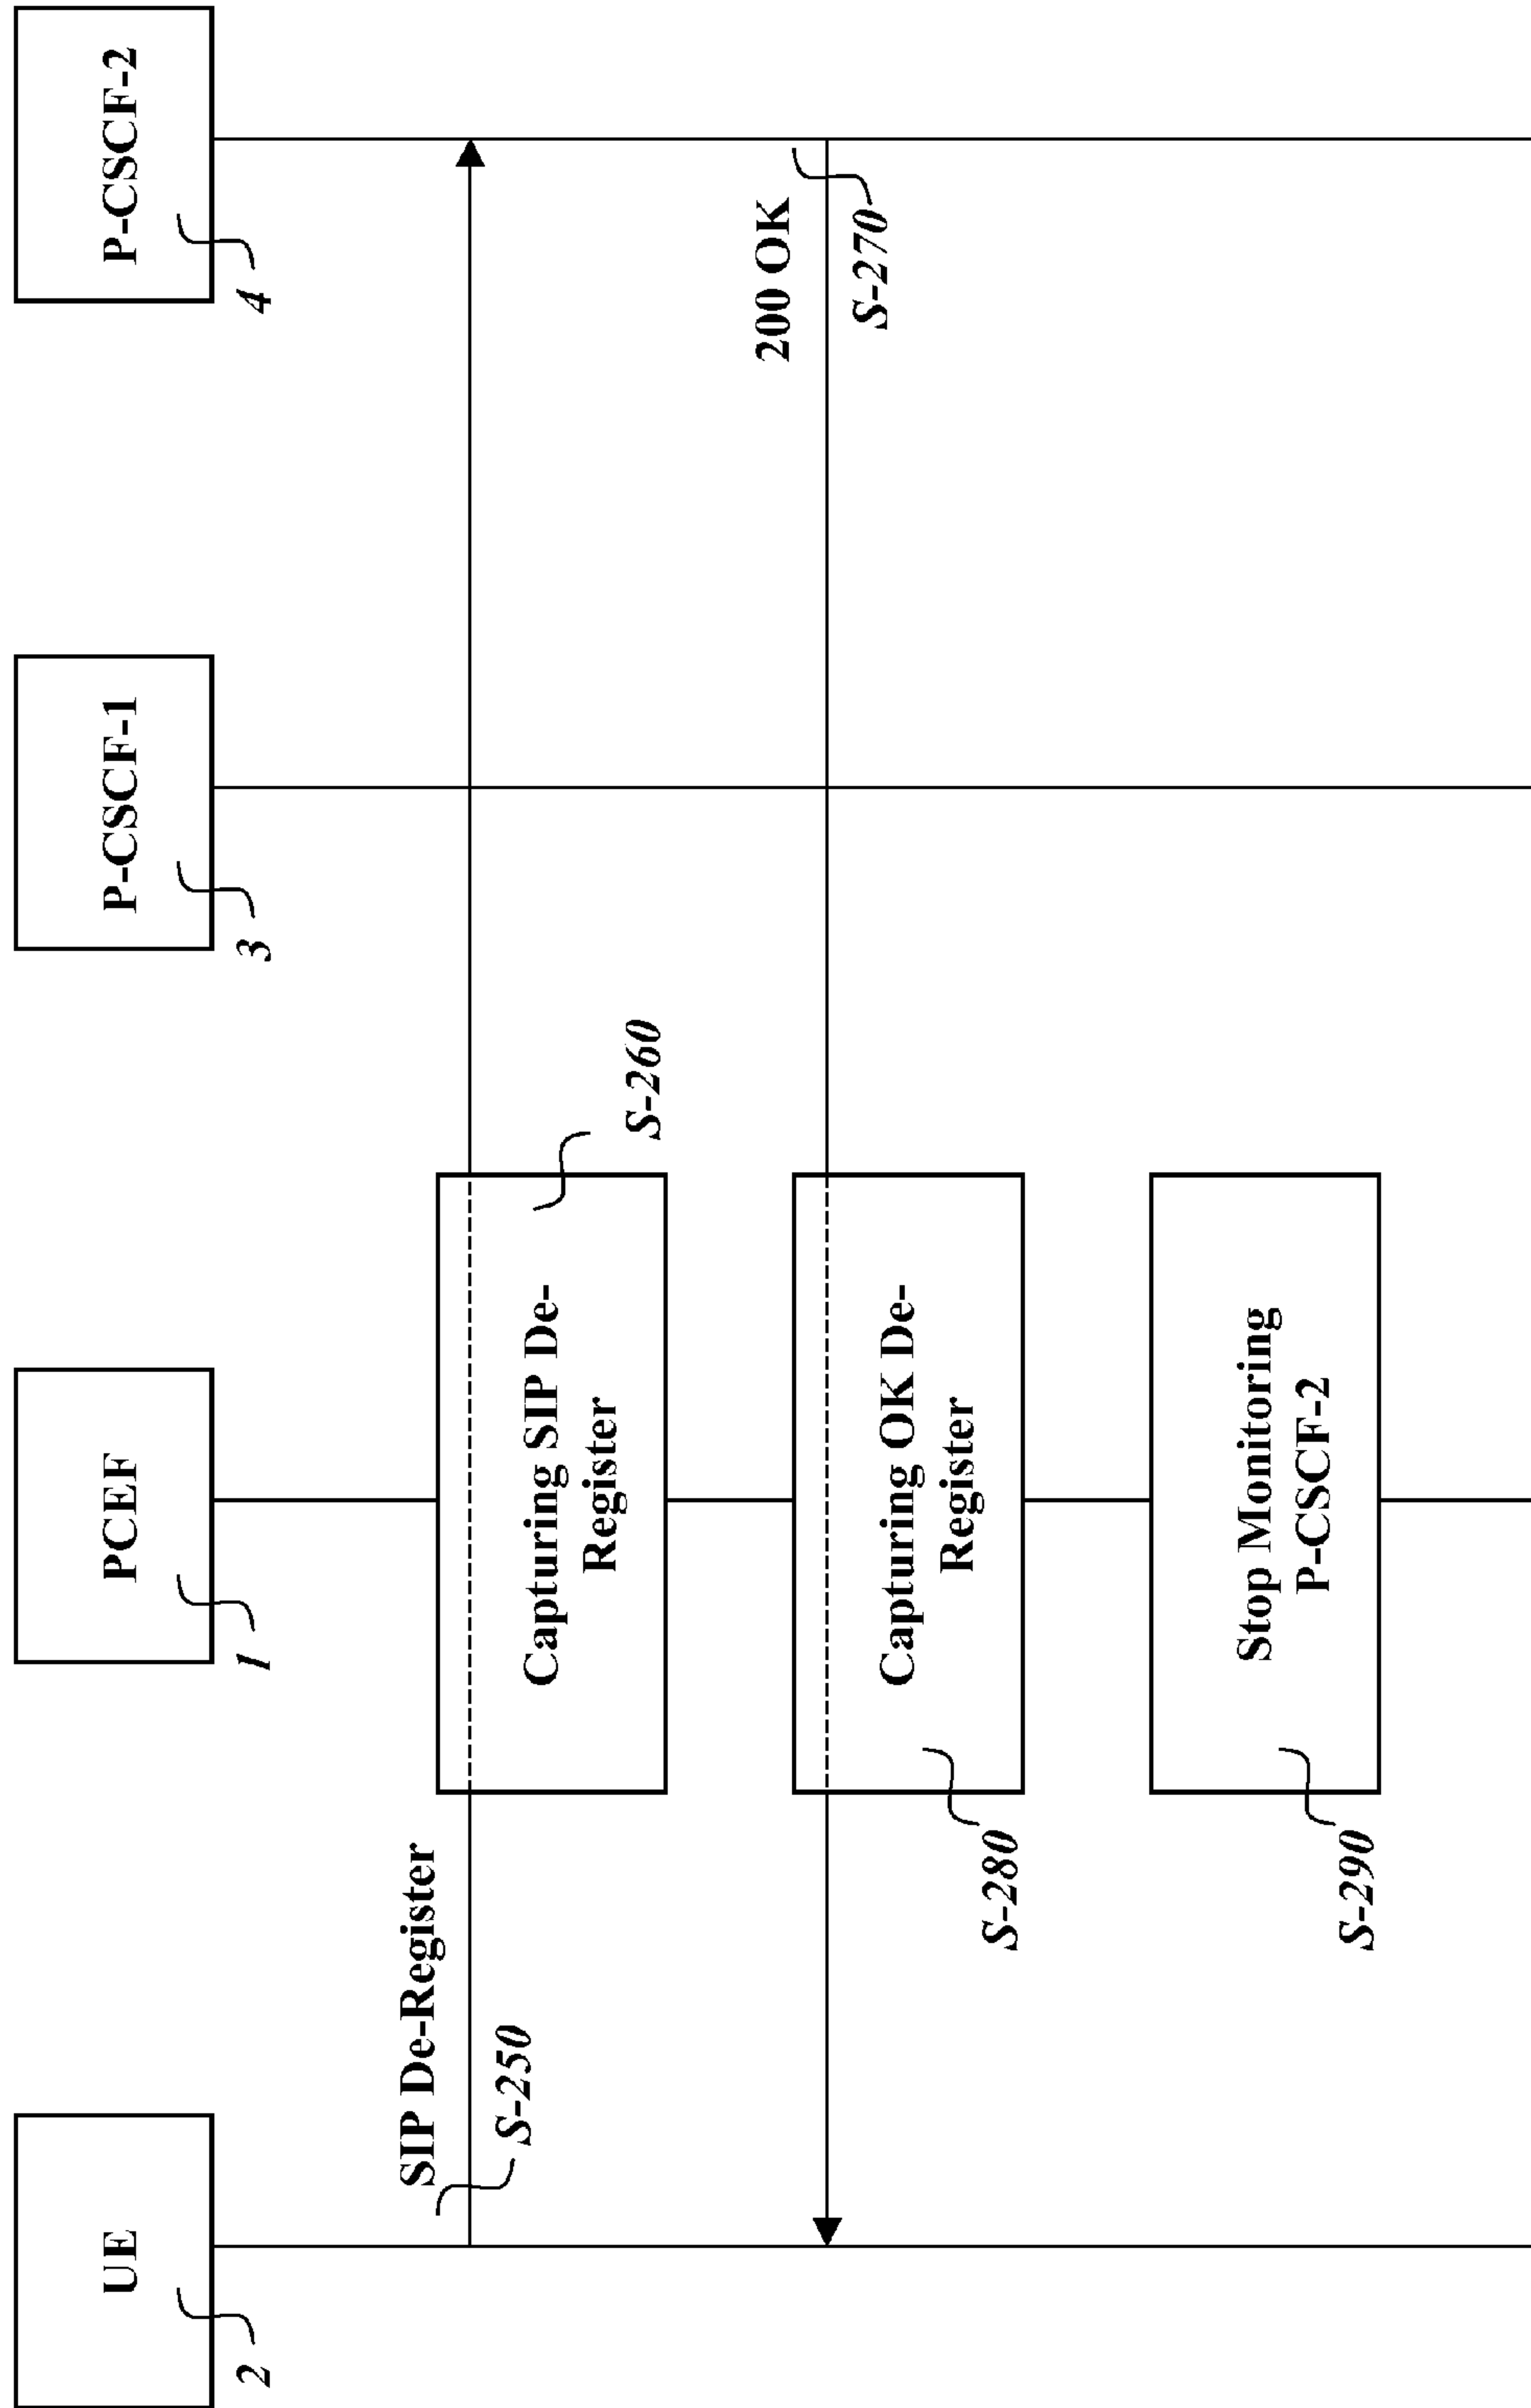 UE
2
PCEF
1
P-CSCF-1
3
P-CSCF-2
4
SIP De-Register
S-250
Capturing SIP De-
Register
S-260
200 OK
S-270
Capturing OK De-
Register
S-280
Stop Monitoring
P-CSCF-2
S-290